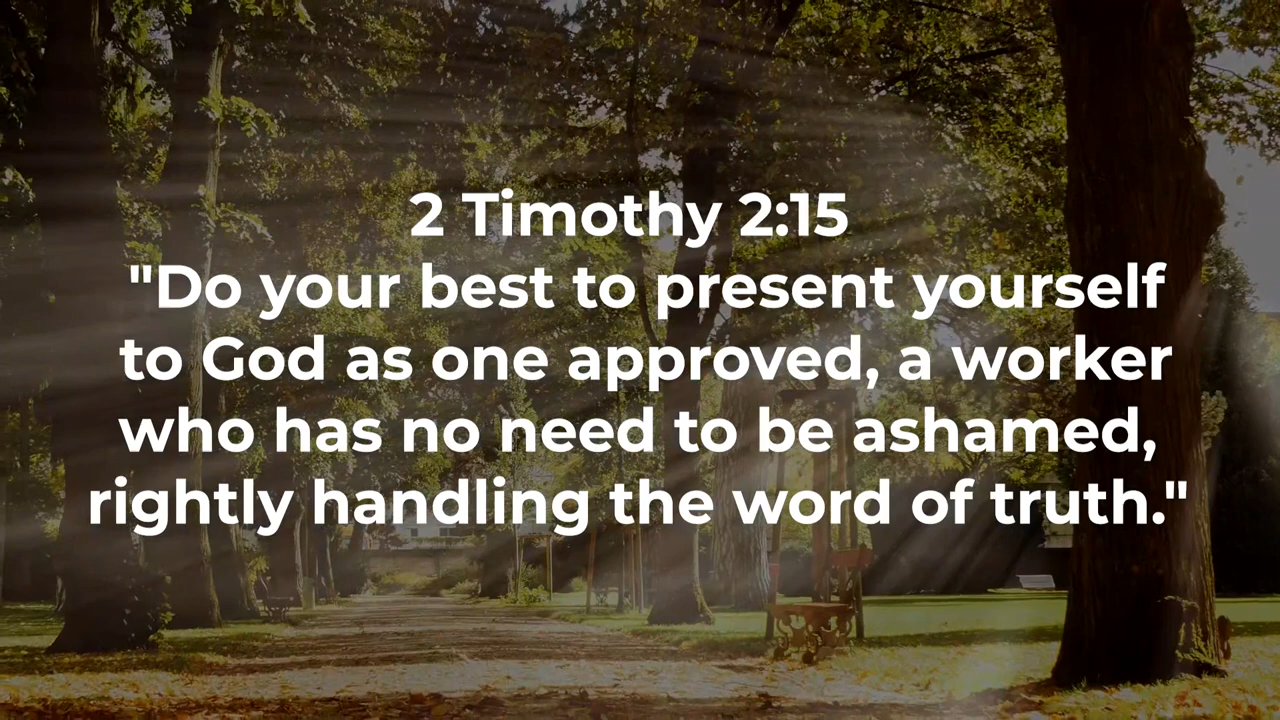 2 Timothy 2:15
"Do your best to present yourself
to God as one approved, a worker
who has no need to be ashamed,
rightly handling the word of truth."